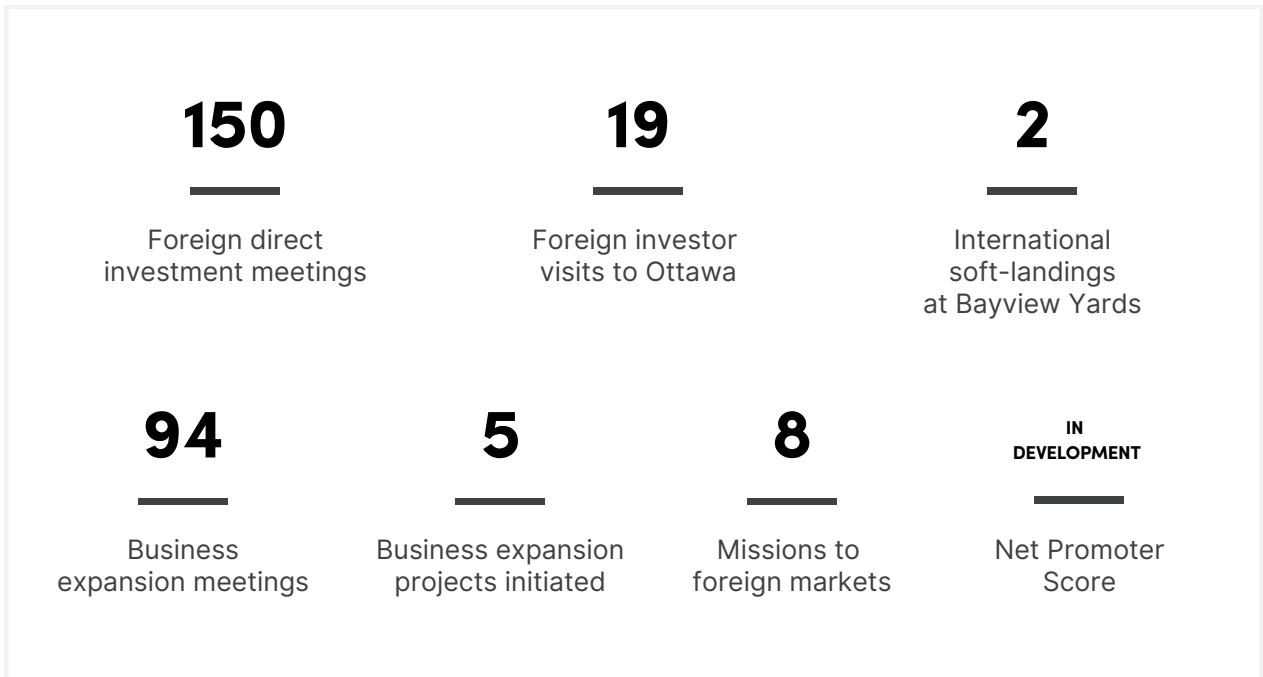 150
Foreign direct
investment meetings
19
Foreign investor
visits to Ottawa
2
International
soft-landings
at Bayview Yards
94
Business
expansion meetings
5
Business expansion
projects initiated
8
Missions to
foreign markets
IN
DEVELOPMENT
Net Promoter
Score